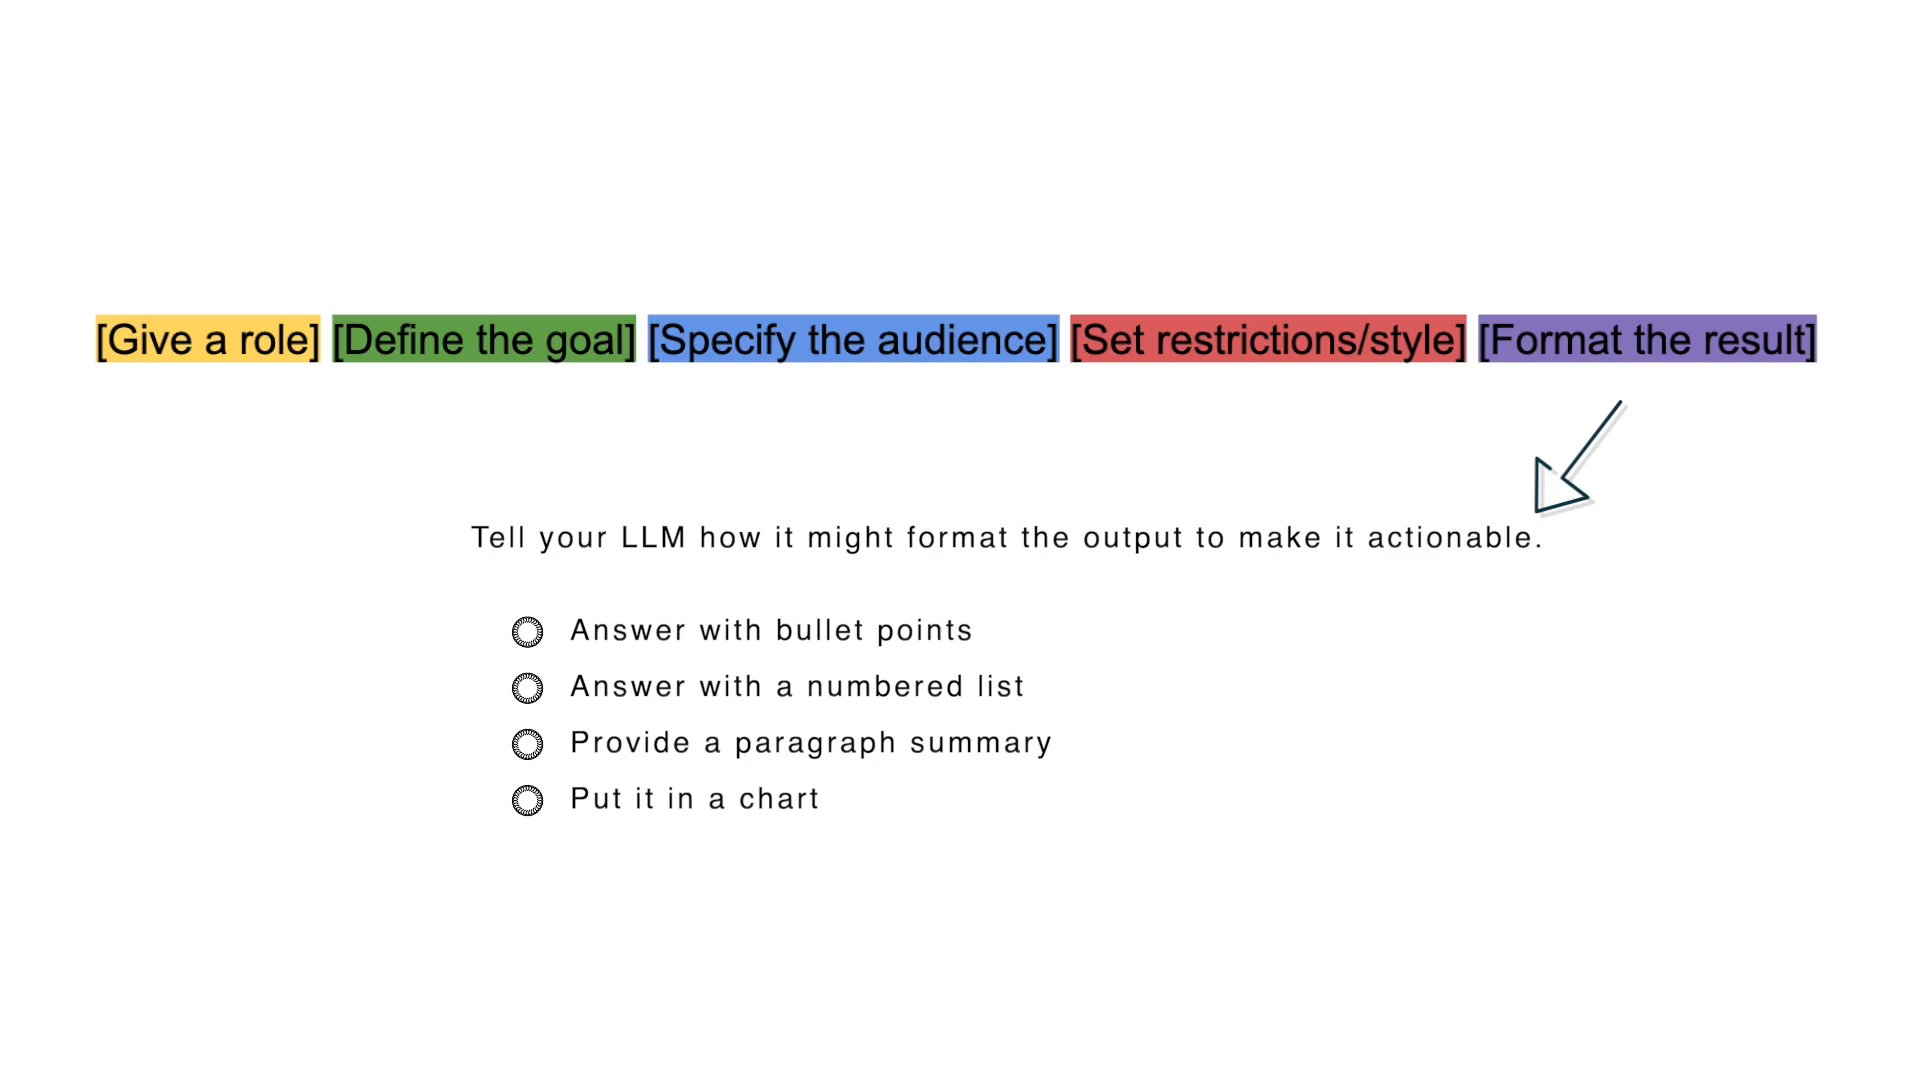 [Give a role] [Define the goal] [Specify the audience] [Set restrictions/style] [Format the result]
Tell your LLM how it might format the output to make it actionable.
Answer with bullet points
Answer with a numbered list
Provide a paragraph summary
Put it in a chart